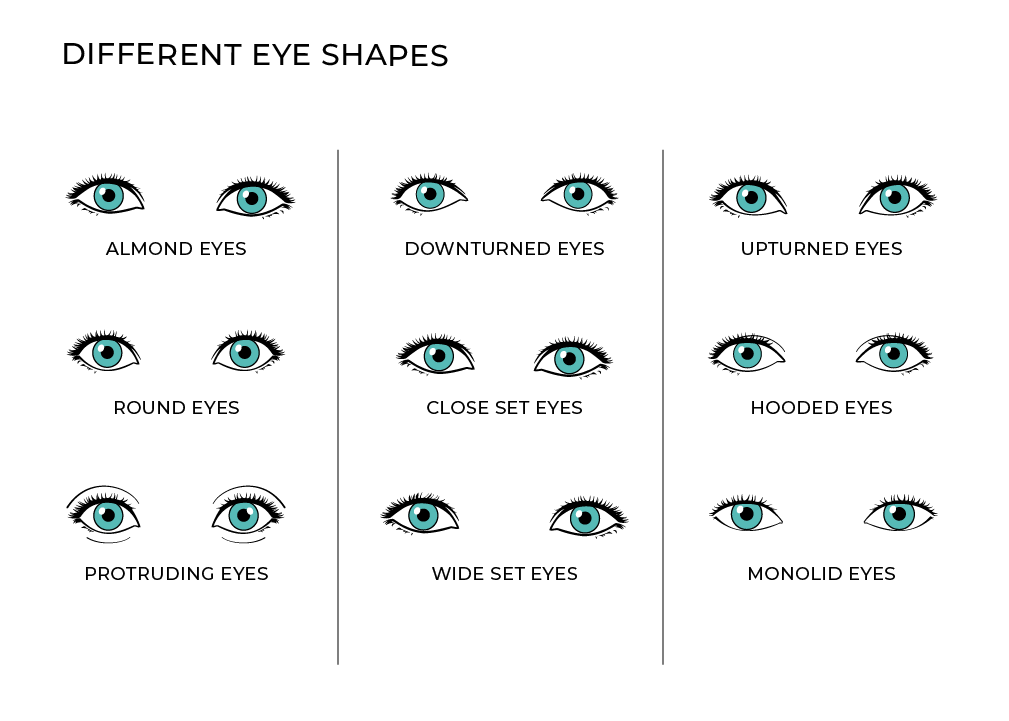 DIFFERENT EYE SHAPES
ALMOND EYES
DOWNTURNED EYES
UPTURNED EYES
ROUND EYES
CLOSE SET EYES
HOODED EYES
PROTRUDING EYES
WIDE SET EYES
MONOLID EYES